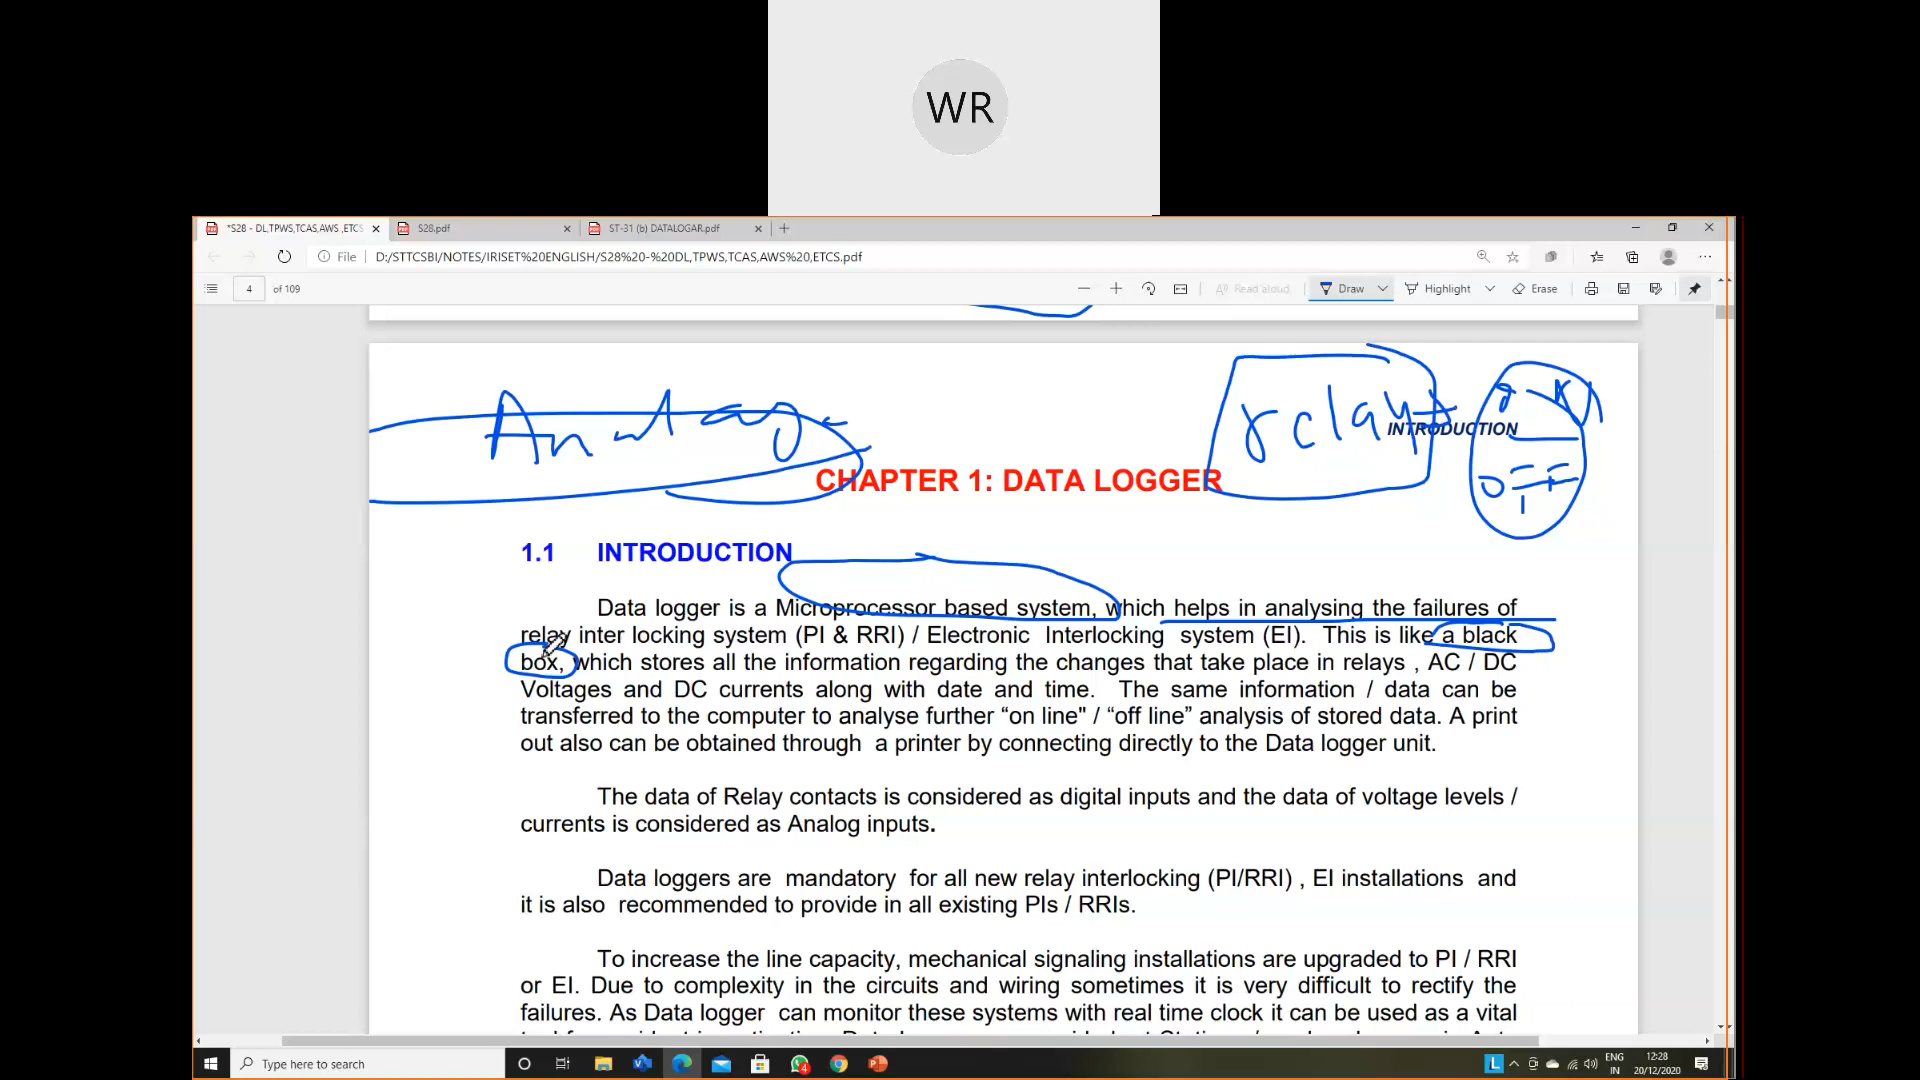 WR
*S28 - DL,TPWS,TCAS,AWS ,ETCS
S28.pdf
ST-31 (b) DATALOGAR.pdf
File
D:/STTCSBI/NOTES/IRISET%20ENGLISH/S28%20-%20DL,TPWS,TCAS,AWS%20,ETCS.pdf
4 of 109
Read aloud
Draw
Highlight
Erase
relay
INTRODUCTION
CHAPTER 1: DATA LOGGER
1.1 INTRODUCTION
Data logger is a Microprocessor based system, which helps in analysing the failures of
relay inter locking system (PI & RRI) / Electronic Interlocking system (EI). This is like a black
box, which stores all the information regarding the changes that take place in relays , AC / DC
Voltages and DC currents along with date and time. The same information / data can be
transferred to the computer to analyse further “on line" / “off line” analysis of stored data. A print
out also can be obtained through a printer by connecting directly to the Data logger unit.
The data of Relay contacts is considered as digital inputs and the data of voltage levels /
currents is considered as Analog inputs.
Data loggers are mandatory for all new relay interlocking (PI/RRI) , EI installations and
it is also recommended to provide in all existing PIs / RRIs.
To increase the line capacity, mechanical signaling installations are upgraded to PI / RRI
or EI. Due to complexity in the circuits and wiring sometimes it is very difficult to rectify the
failures. As Data logger can monitor these systems with real time clock it can be used as a vital
Type here to search
4
L
ENG
IN
12:28
20/12/2020